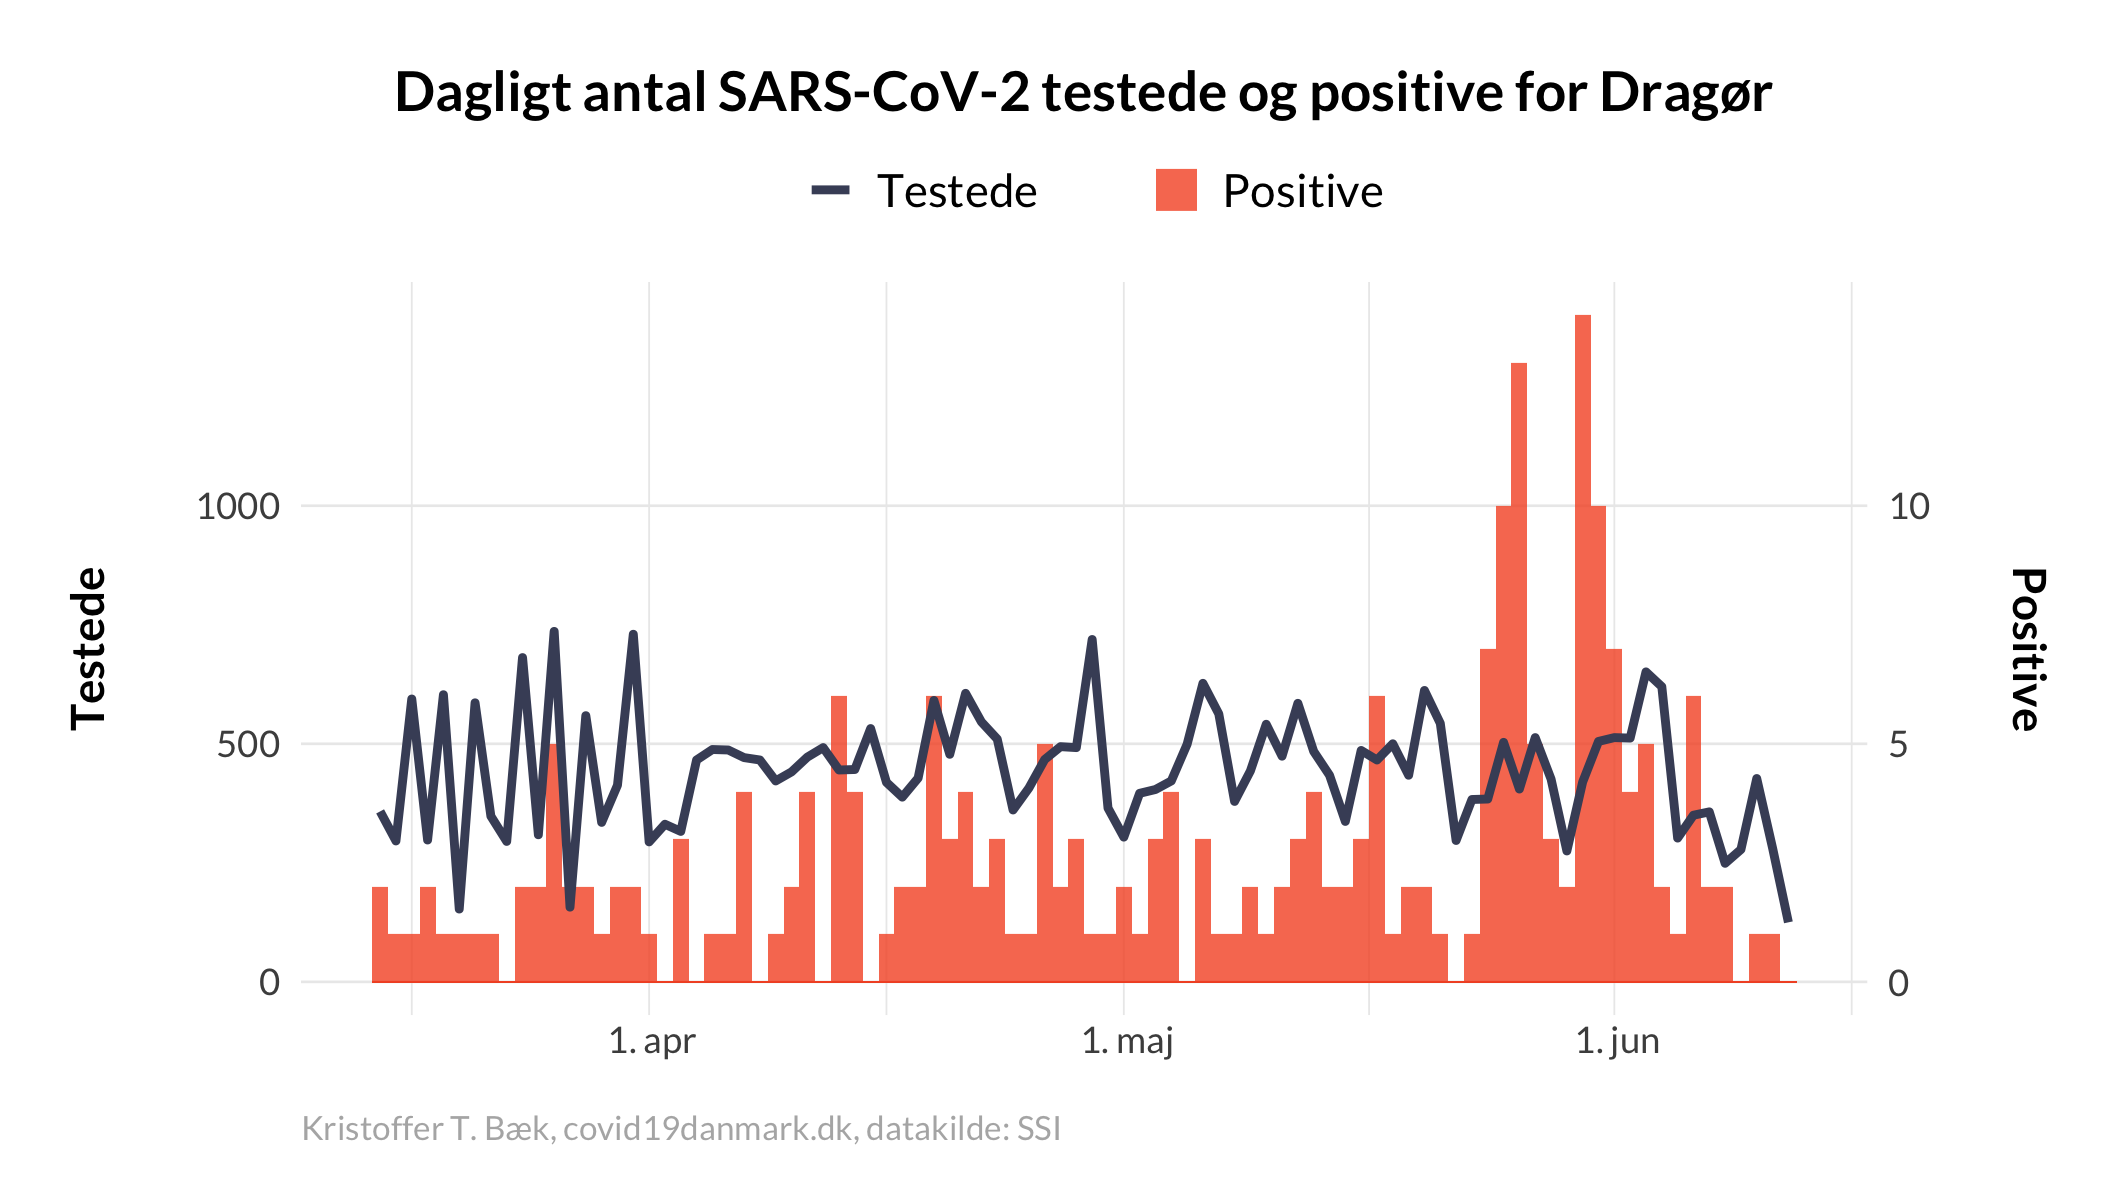 Dagligt antal SARS-CoV-2 testede og positive for Dragør
Testede
Positive
1000
500
0
Testede
10
5
0
Positive
1. apr
1. maj
1. jun
Kristoffer T. Bæk, covid19danmark.dk, datakilde: SSI